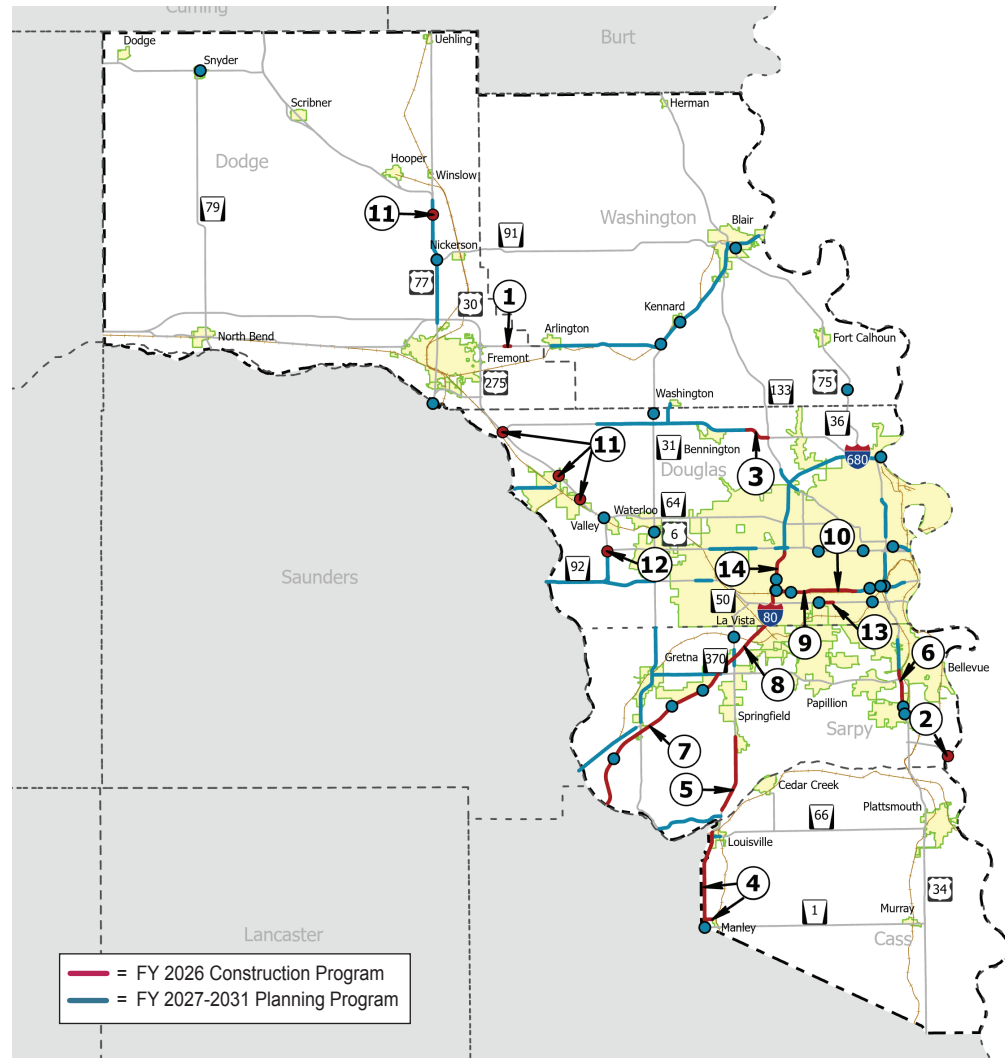 Cuming
Burt
Dodge
Uehling
Snyder
Herman
Scribner
Dodge
Hooper
Winslow
79
11
Washington
Blair
91
Nickerson
77
30
1
Kennard
North Bend
Arlington
Fort Calhoun
Fremont
275
133
75
Washington
36
11
31
Bennington
680
Douglas
3
64
Waterloo
10
Valley
6
92
12
14
Saunders
50
80
La Vista
9
13
6
Gretna
370
Bellevue
8
Papillion
2
Springfield
Sarpy
7
5
Cedar Creek
Plattsmouth
66
Louisville
4
34
1
Murray
Manley
Lancaster
Cass
= FY 2026 Construction Program
= FY 2027-2031 Planning Program